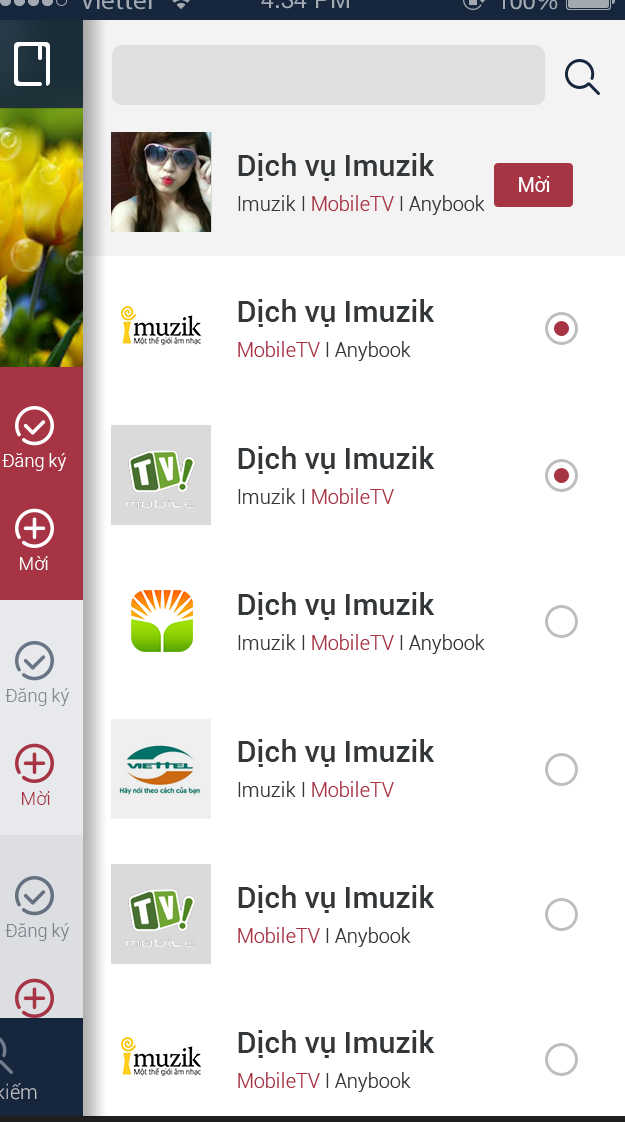 Viettel 4:34 PM 100%
Dịch vụ Imuzik
Imuzik I MobileTV I Anybook
Mời
imuzik
Một thế giới âm nhạc
Dịch vụ Imuzik
MobileTV I Anybook
Đăng ký
TV!
mobile
Dịch vụ Imuzik
Imuzik I MobileTV
Mời
Dịch vụ Imuzik
Imuzik I MobileTV I Anybook
Đăng ký
VIETTEL
Hãy nói theo cách của bạn
Dịch vụ Imuzik
Imuzik I MobileTV
Mời
TV!
mobile
Dịch vụ Imuzik
MobileTV I Anybook
Đăng ký
imuzik
Một thế giới âm nhạc
Dịch vụ Imuzik
MobileTV I Anybook
kiếm